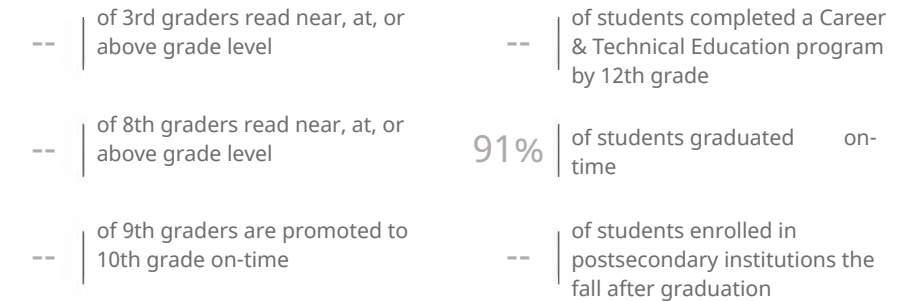 -- of 3rd graders read near, at, or
above grade level
-- of students completed a Career
& Technical Education program
by 12th grade
-- of 8th graders read near, at, or
above grade level
91% of students graduated on-
time
-- of 9th graders are promoted to
10th grade on-time
-- of students enrolled in
postsecondary institutions the
fall after graduation